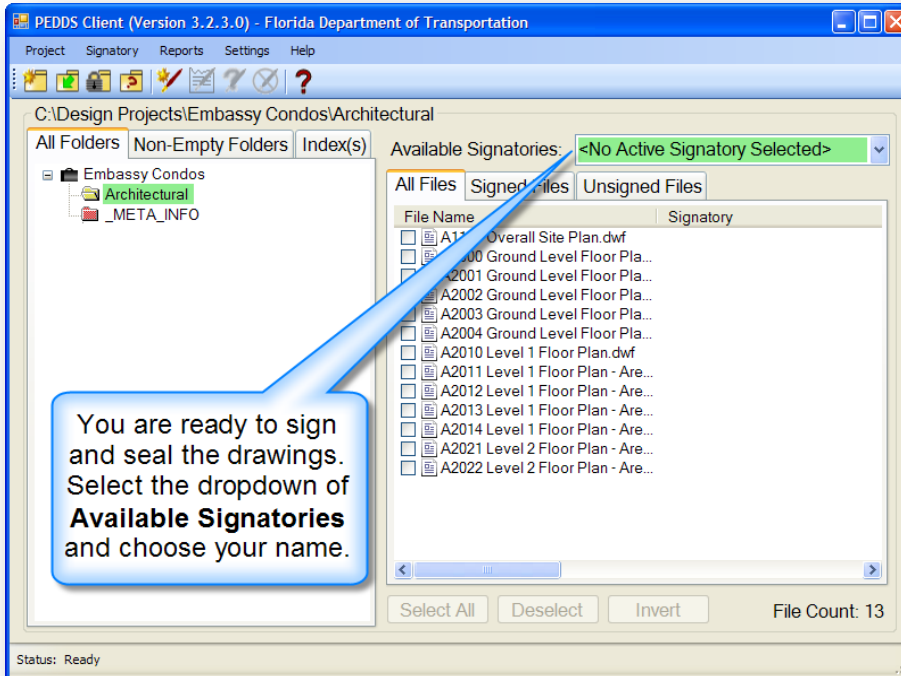 PEDDS Client (Version 3.2.3.0) - Florida Department of Transportation
Project Signatory Reports Settings Help
C:\Design Projects\Embassy Condos\Architectural
All Folders Non-Empty Folders Index(s)
Available Signatories: <No Active Signatory Selected>
Embassy Condos
Architectural
_META_INFO
All Files Signed Files Unsigned Files
File Name Signatory
Overall Site Plan.dwf
Ground Level Floor Pla...
A2001 Ground Level Floor Pla...
A2002 Ground Level Floor Pla...
A2003 Ground Level Floor Pla...
A2004 Ground Level Floor Pla...
A2010 Level 1 Floor Plan.dwf
A2011 Level 1 Floor Plan - Are...
A2012 Level 1 Floor Plan - Are...
A2013 Level 1 Floor Plan - Are...
A2014 Level 1 Floor Plan - Are...
A2021 Level 2 Floor Plan - Are...
A2022 Level 2 Floor Plan - Are...
You are ready to sign
and seal the drawings.
Select the dropdown of
Available Signatories
and choose your name.
Select All Deselect Invert File Count: 13
Status: Ready